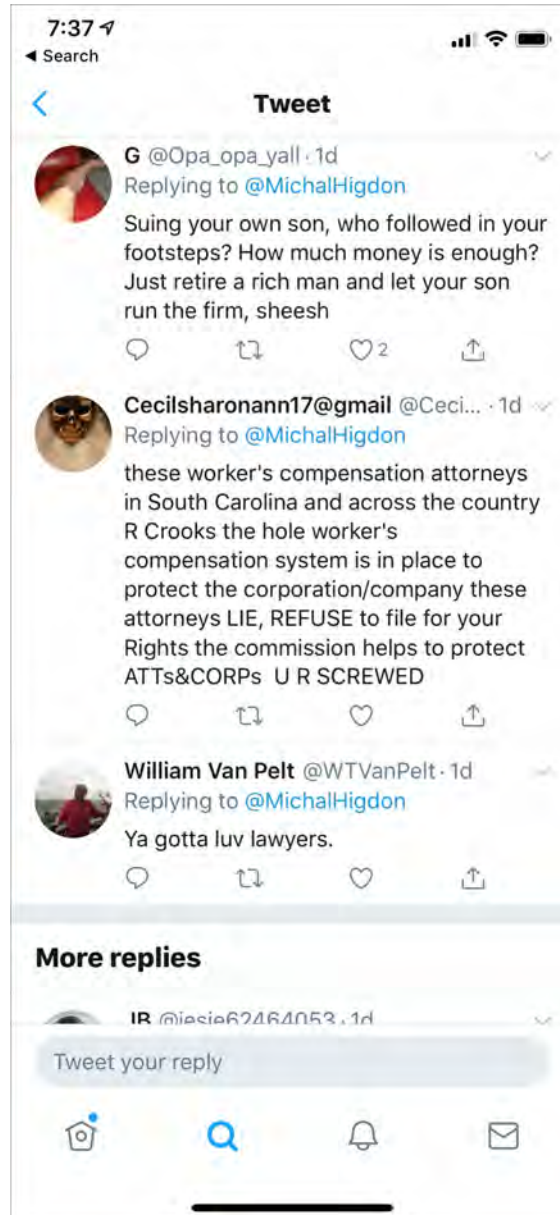 7:37
Search
Tweet
G @Opa_opa_yall · 1d
Replying to @MichalHigdon
Suing your own son, who followed in your
footsteps? How much money is enough?
Just retire a rich man and let your son
run the firm, sheesh
2
Cecilsharonann17@gmail @Ceci... · 1d
Replying to @MichalHigdon
these worker's compensation attorneys
in South Carolina and across the country
R Crooks the hole worker's
compensation system is in place to
protect the corporation/company these
attorneys LIE, REFUSE to file for your
Rights the commission helps to protect
ATTs&CORPs U R SCREWED
William Van Pelt @WTVanPelt · 1d
Replying to @MichalHigdon
Ya gotta luv lawyers.
More replies
1d
Tweet your reply